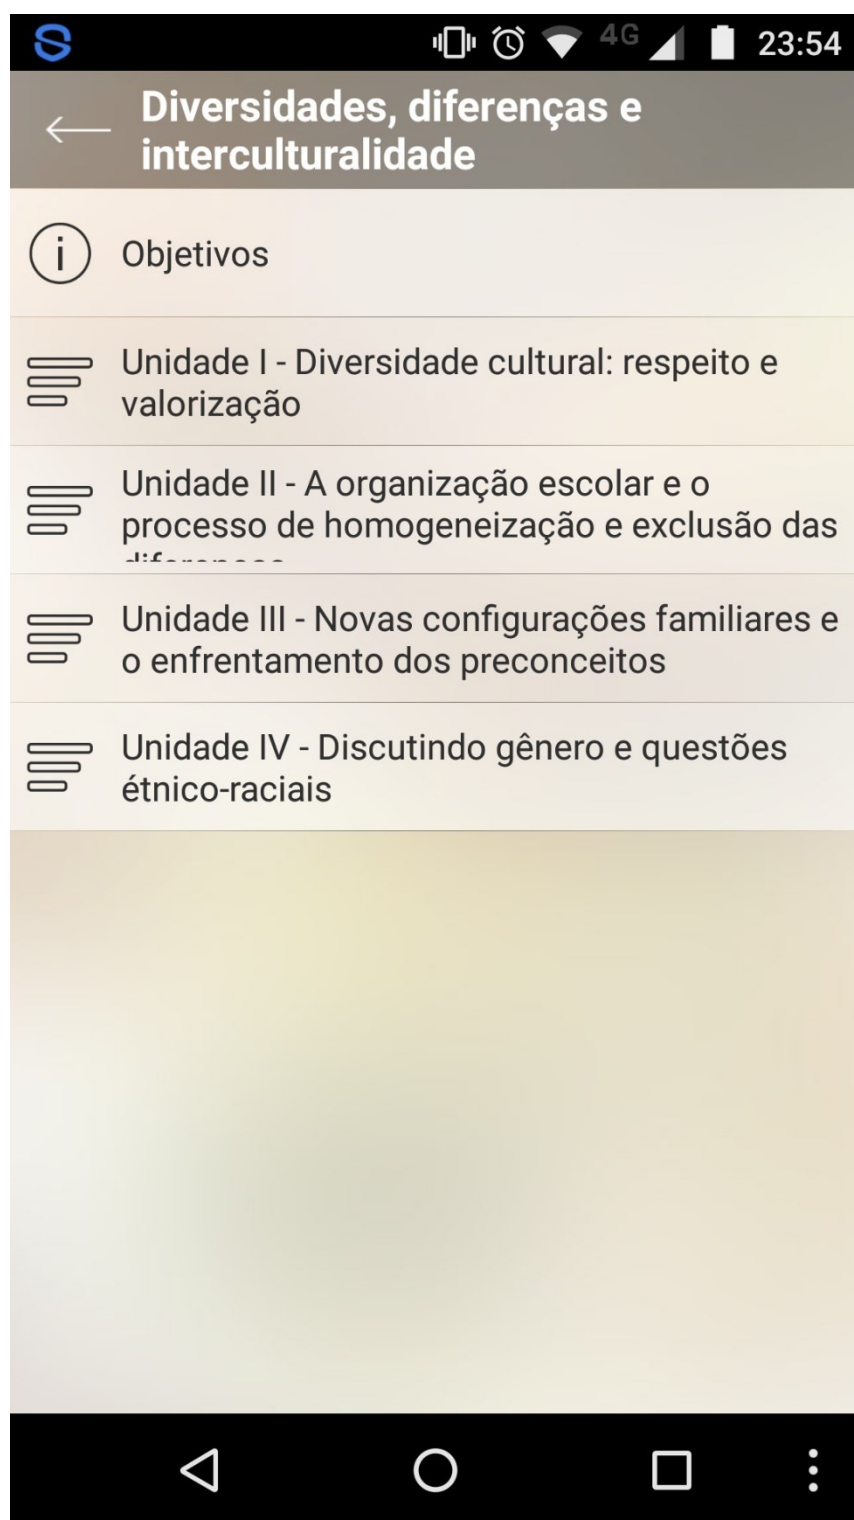 4G 23:54
Diversidades, diferenças e
interculturalidade
Objetivos
Unidade I - Diversidade cultural: respeito e
valorização
Unidade II - A organização escolar e o
processo de homogeneização e exclusão das
Unidade III - Novas configurações familiares e
o enfrentamento dos preconceitos
Unidade IV - Discutindo gênero e questões
étnico-raciais